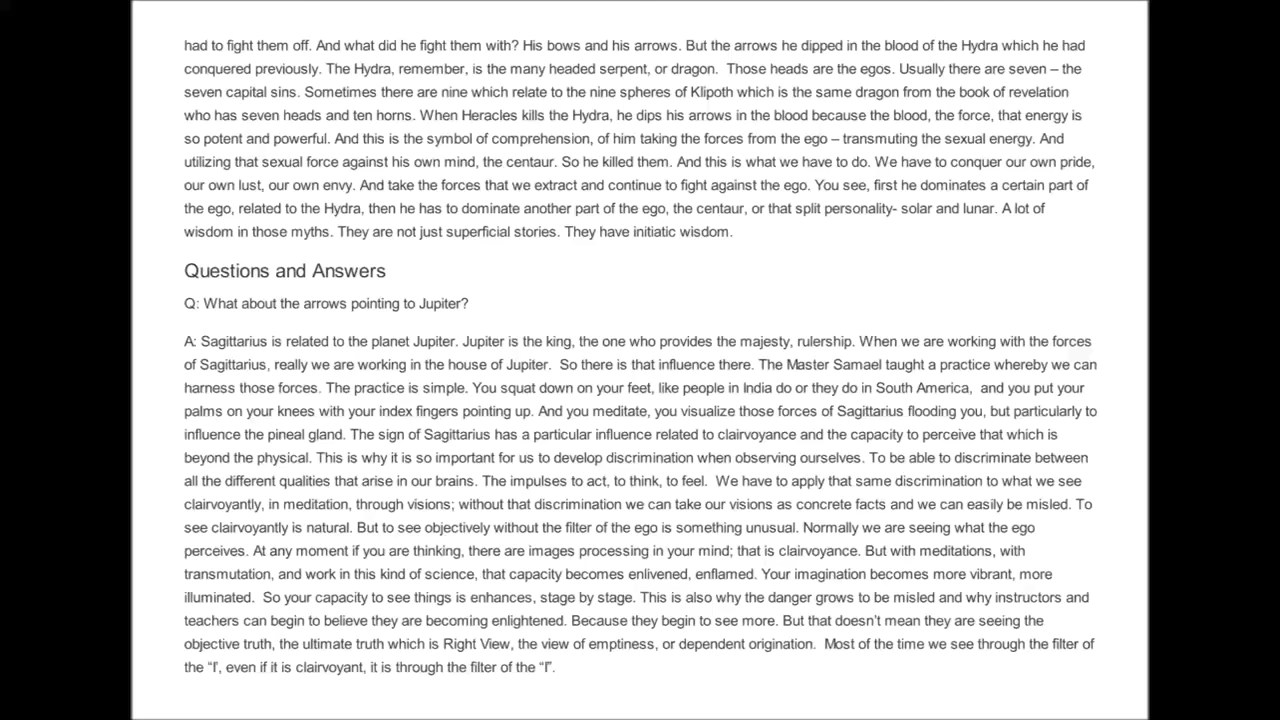 had to fight them off. And what did he fight them with? His bows and his arrows. But the arrows he dipped in the blood of the Hydra which he had
conquered previously. The Hydra, remember, is the many headed serpent, or dragon.  Those heads are the egos. Usually there are seven – the
seven capital sins. Sometimes there are nine which relate to the nine spheres of Klipoth which is the same dragon from the book of revelation
who has seven heads and ten horns. When Heracles kills the Hydra, he dips his arrows in the blood because the blood, the force, that energy is
so potent and powerful. And this is the symbol of comprehension, of him taking the forces from the ego – transmuting the sexual energy. And
utilizing that sexual force against his own mind, the centaur. So he killed them. And this is what we have to do. We have to conquer our own pride,
our own lust, our own envy. And take the forces that we extract and continue to fight against the ego. You see, first he dominates a certain part of
the ego, related to the Hydra, then he has to dominate another part of the ego, the centaur, or that split personality- solar and lunar. A lot of
wisdom in those myths. They are not just superficial stories. They have initiatic wisdom.
Questions and Answers
Q: What about the arrows pointing to Jupiter?
A: Sagittarius is related to the planet Jupiter. Jupiter is the king, the one who provides the majesty, rulership. When we are working with the forces
of Sagittarius, really we are working in the house of Jupiter.  So there is that influence there. The Master Samael taught a practice whereby we can
harness those forces. The practice is simple. You squat down on your feet, like people in India do or they do in South America,  and you put your
palms on your knees with your index fingers pointing up. And you meditate, you visualize those forces of Sagittarius flooding you, but particularly to
influence the pineal gland. The sign of Sagittarius has a particular influence related to clairvoyance and the capacity to perceive that which is
beyond the physical. This is why it is so important for us to develop discrimination when observing ourselves. To be able to discriminate between
all the different qualities that arise in our brains. The impulses to act, to think, to feel.  We have to apply that same discrimination to what we see
clairvoyantly, in meditation, through visions; without that discrimination we can take our visions as concrete facts and we can easily be misled. To
see clairvoyantly is natural. But to see objectively without the filter of the ego is something unusual. Normally we are seeing what the ego
perceives. At any moment if you are thinking, there are images processing in your mind; that is clairvoyance. But with meditations, with
transmutation, and work in this kind of science, that capacity becomes enlivened, enflamed. Your imagination becomes more vibrant, more
illuminated.  So your capacity to see things is enhances, stage by stage. This is also why the danger grows to be misled and why instructors and
teachers can begin to believe they are becoming enlightened. Because they begin to see more. But that doesn't mean they are seeing the
objective truth, the ultimate truth which is Right View, the view of emptiness, or dependent origination.  Most of the time we see through the filter of
the “I’, even if it is clairvoyant, it is through the filter of the “I”.